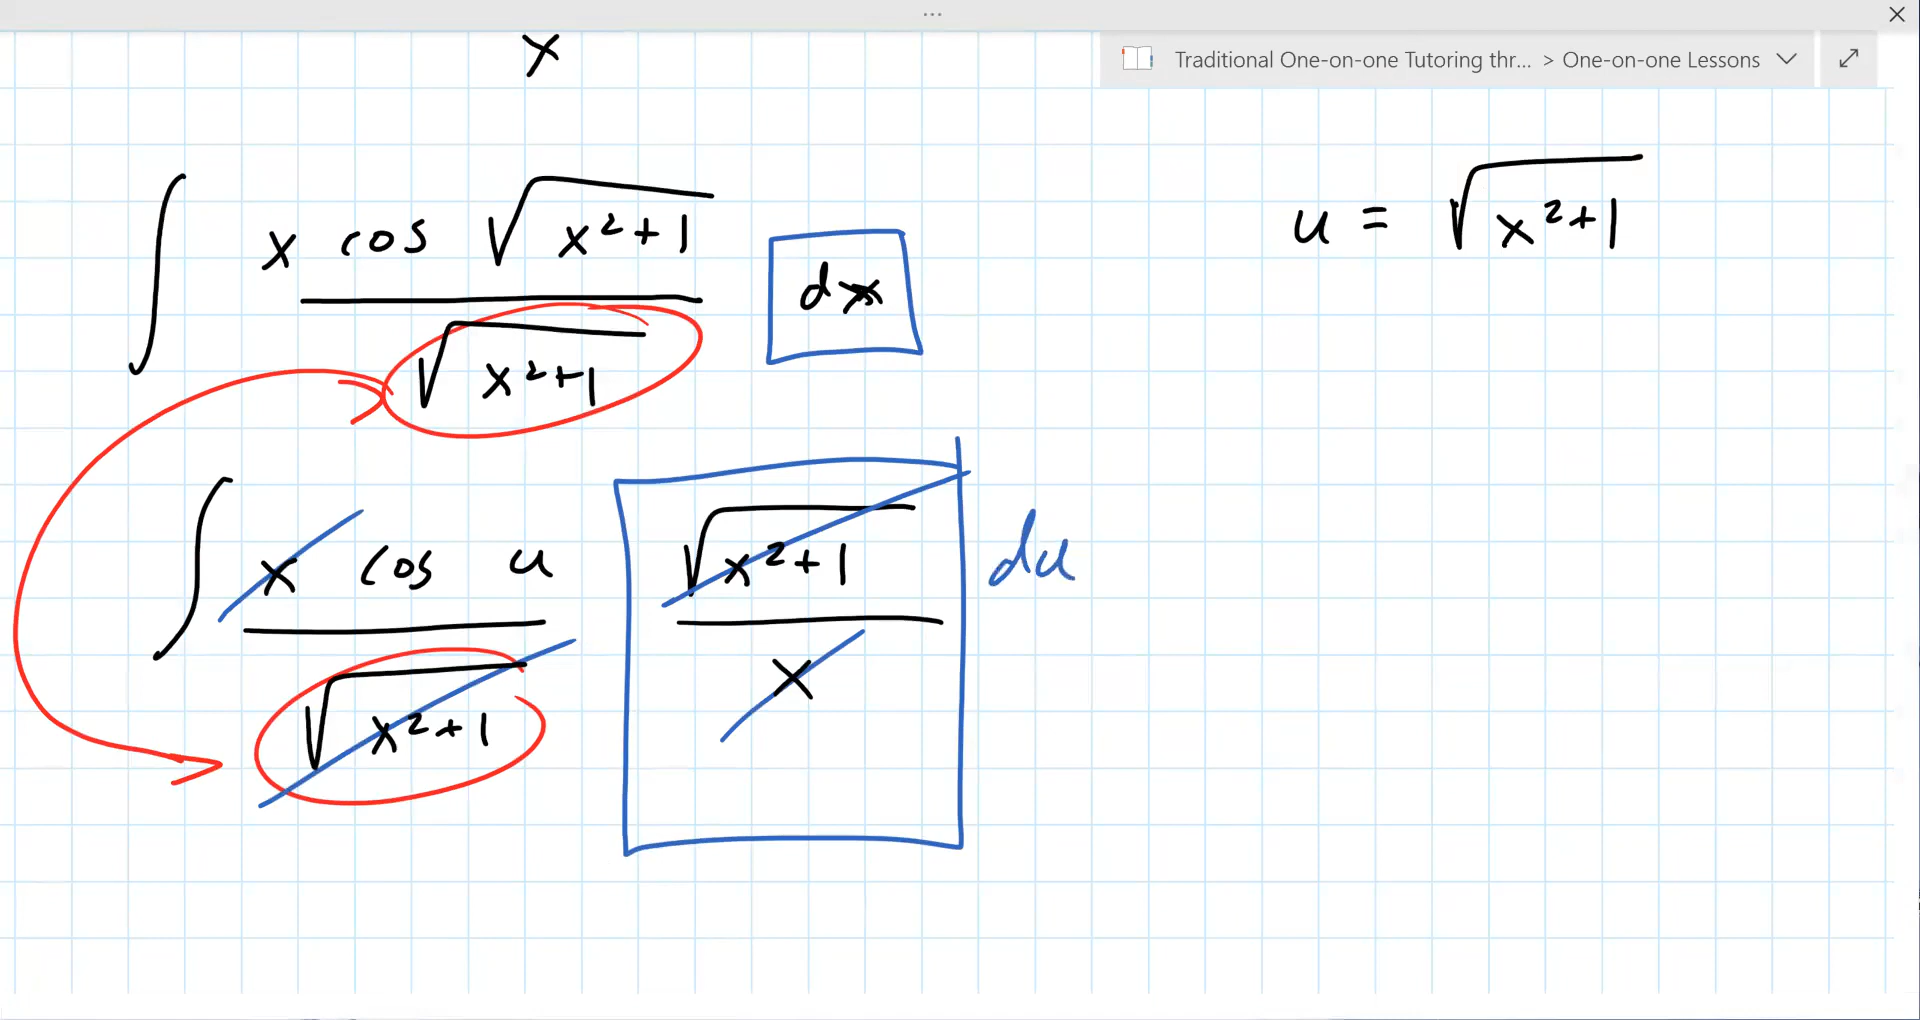 ...
x
Traditional One-on-one Tutoring thr... > One-on-one Lessons
∫ x cos √(x²+1) / √(x²+1) dx
u = √(x²+1)
∫ x cos u / √(x²+1) √(x²+1) / x du